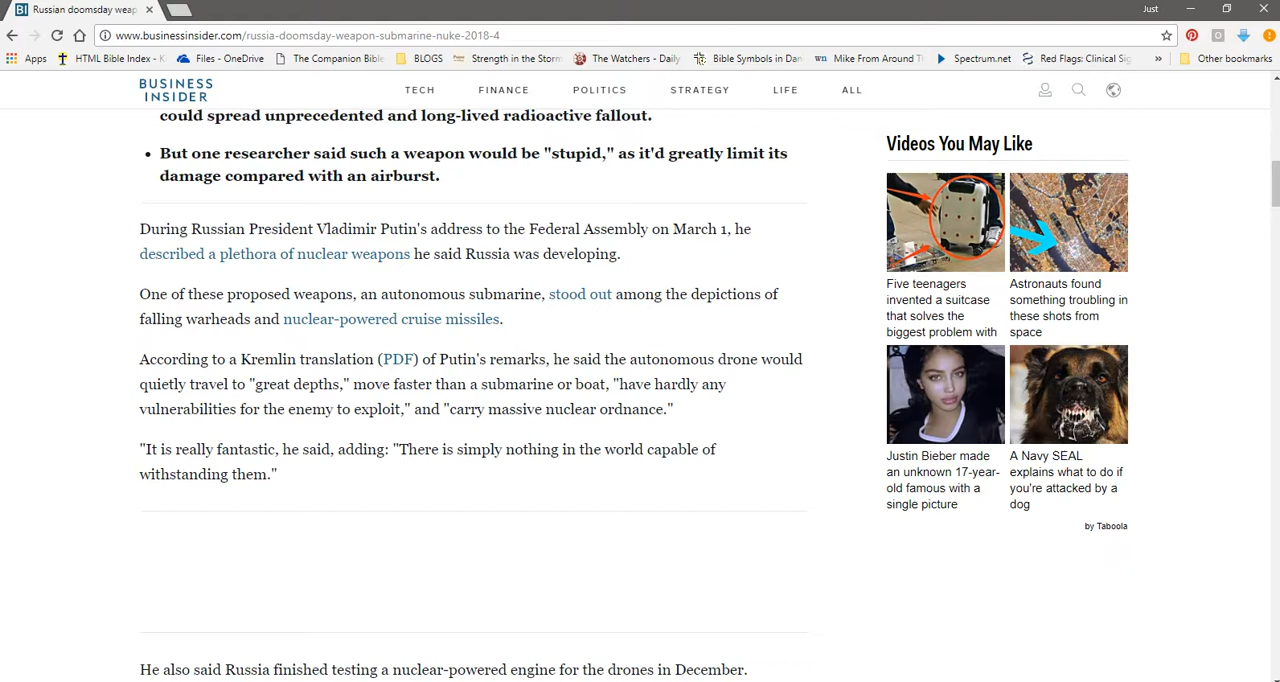 Russian doomsday weap
Just
www.businessinsider.com/russia-doomsday-weapon-submarine-nuke-2018-4
Apps HTML Bible Index - K Files - OneDrive The Companion Bible BLOGS Strength in the Storm The Watchers - Daily Bible Symbols in Dan Mike From Around T Spectrum.net Red Flags: Clinical Sig » Other bookmarks
BUSINESS
INSIDER
TECH FINANCE POLITICS STRATEGY LIFE ALL
could spread unprecedented and long-lived radioactive fallout.
• But one researcher said such a weapon would be "stupid," as it'd greatly limit its
damage compared with an airburst.
During Russian President Vladimir Putin's address to the Federal Assembly on March 1, he
described a plethora of nuclear weapons he said Russia was developing.
One of these proposed weapons, an autonomous submarine, stood out among the depictions of
falling warheads and nuclear-powered cruise missiles.
According to a Kremlin translation (PDF) of Putin's remarks, he said the autonomous drone would
quietly travel to "great depths," move faster than a submarine or boat, "have hardly any
vulnerabilities for the enemy to exploit," and "carry massive nuclear ordnance."
"It is really fantastic, he said, adding: "There is simply nothing in the world capable of
withstanding them."
He also said Russia finished testing a nuclear-powered engine for the drones in December.
Videos You May Like
Five teenagers
invented a suitcase
that solves the
biggest problem with
Astronauts found
something troubling in
these shots from
space
Justin Bieber made
an unknown 17-year-
old famous with a
single picture
A Navy SEAL
explains what to do if
you're attacked by a
dog
by Taboola